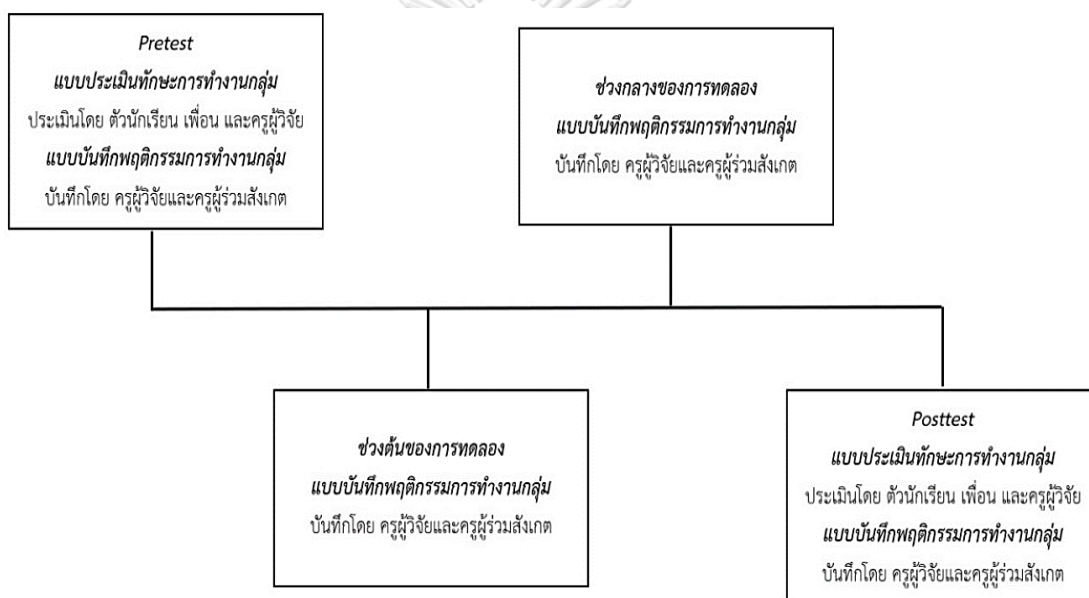 Pretest
แบบประเมินทักษะการทำงานกลุ่ม
ประเมินโดย ตัวนักเรียน เพื่อน และครูผู้วิจัย
แบบบันทึกพฤติกรรมการทำงานกลุ่ม
บันทึกโดย ครูผู้วิจัยและครูผู้ร่วมสังเกต
ช่วงกลางของการทดลอง
แบบบันทึกพฤติกรรมการทำงานกลุ่ม
บันทึกโดย ครูผู้วิจัยและครูผู้ร่วมสังเกต
ช่วงต้นของการทดลอง
แบบบันทึกพฤติกรรมการทำงานกลุ่ม
บันทึกโดย ครูผู้วิจัยและครูผู้ร่วมสังเกต
Posttest
แบบประเมินทักษะการทำงานกลุ่ม
ประเมินโดย ตัวนักเรียน เพื่อน และครูผู้วิจัย
แบบบันทึกพฤติกรรมการทำงานกลุ่ม
บันทึกโดย ครูผู้วิจัยและครูผู้ร่วมสังเกต